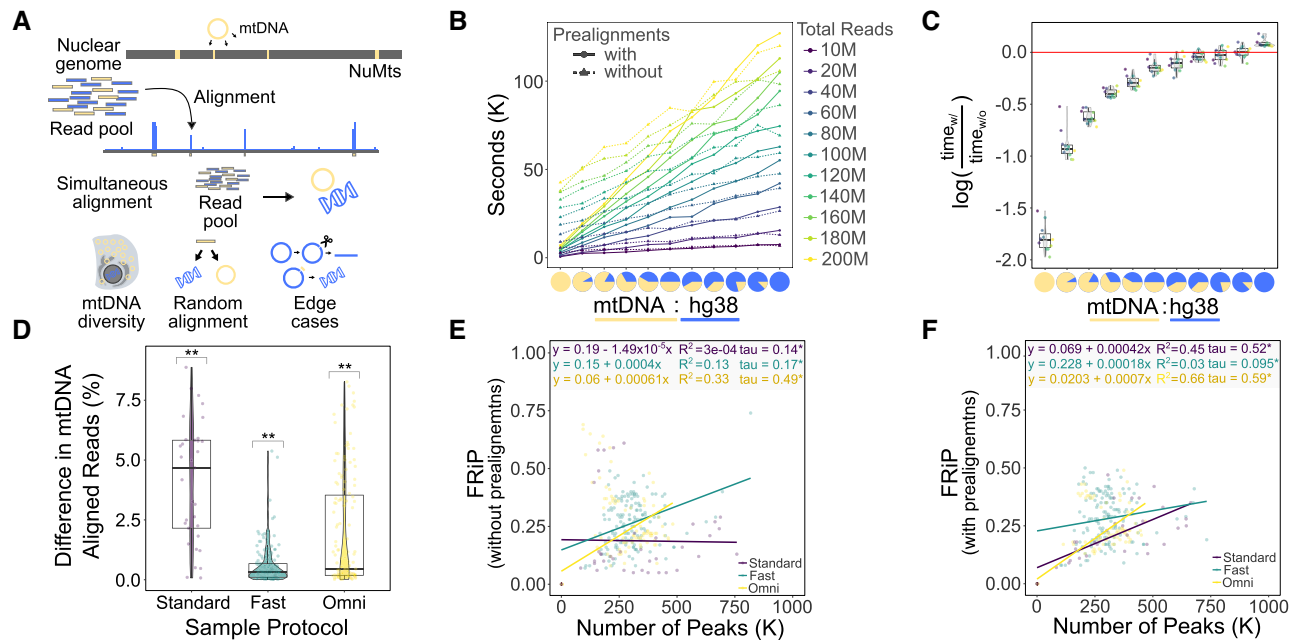 A
mtDNA
Nuclear
genome
NuMts
Alignment
Read pool
Simultaneous
alignment
Read
pool
mtDNA
diversity
Random
alignment
Edge
cases
B
Prealignments
with
without
Seconds (K)
100
50
0
mtDNA : hg38
Total Reads
10M
20M
40M
60M
80M
100M
120M
140M
160M
180M
200M
C
log(time w/ / time w/o)
0.0
-0.5
-1.0
-1.5
-2.0
mtDNA : hg38
D
Difference in mtDNA
Aligned Reads (%)
7.5
5.0
2.5
0.0
**
**
**
Standard
Fast
Omni
Sample Protocol
E
y = 0.19 - 1.49x10⁻⁵x R²=3e-04 tau = 0.14*
y = 0.15 + 0.0004x R²= 0.13 tau = 0.17*
y = 0.06 + 0.00061x R²= 0.33 tau = 0.49*
FRiP
(without prealignemtns)
1.00
0.75
0.50
0.25
0.00
Standard
Fast
Omni
0 250 500 750 1000
Number of Peaks (K)
F
y = 0.069 + 0.00042x R²=0.45 tau = 0.52*
y = 0.228 + 0.00018x R²=0.03 tau = 0.095*
y = 0.0203 + 0.0007x R²=0.66 tau = 0.59*
FRiP
(with prealignemtns)
1.00
0.75
0.50
0.25
0.00
Standard
Fast
Omni
0 250 500 750 1000
Number of Peaks (K)